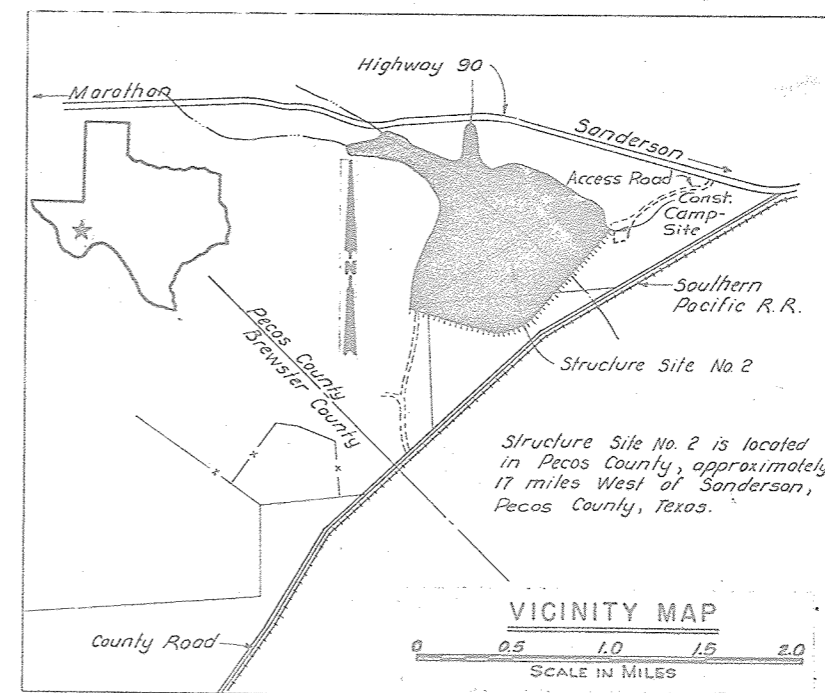 Highway 90
Marathon
Sanderson
Access Road
Const.
Camp-
Site
Southern
Pacific R.R.
Pecos County
Brewster County
N
Structure Site No. 2
Structure Site No. 2 is located
in Pecos County, approximately
17 miles West of Sanderson,
Pecos County, Texas.
County Road
VICINITY MAP
0 0.5 1.0 1.5 2.0
SCALE IN MILES